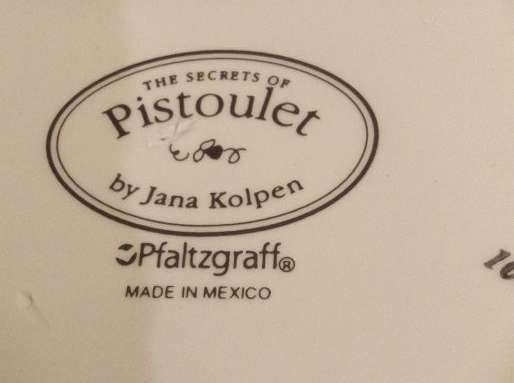 THE SECRETS OF
Pistoulet
by Jana Kolpen
Pfaltzgraff®
MADE IN MEXICO